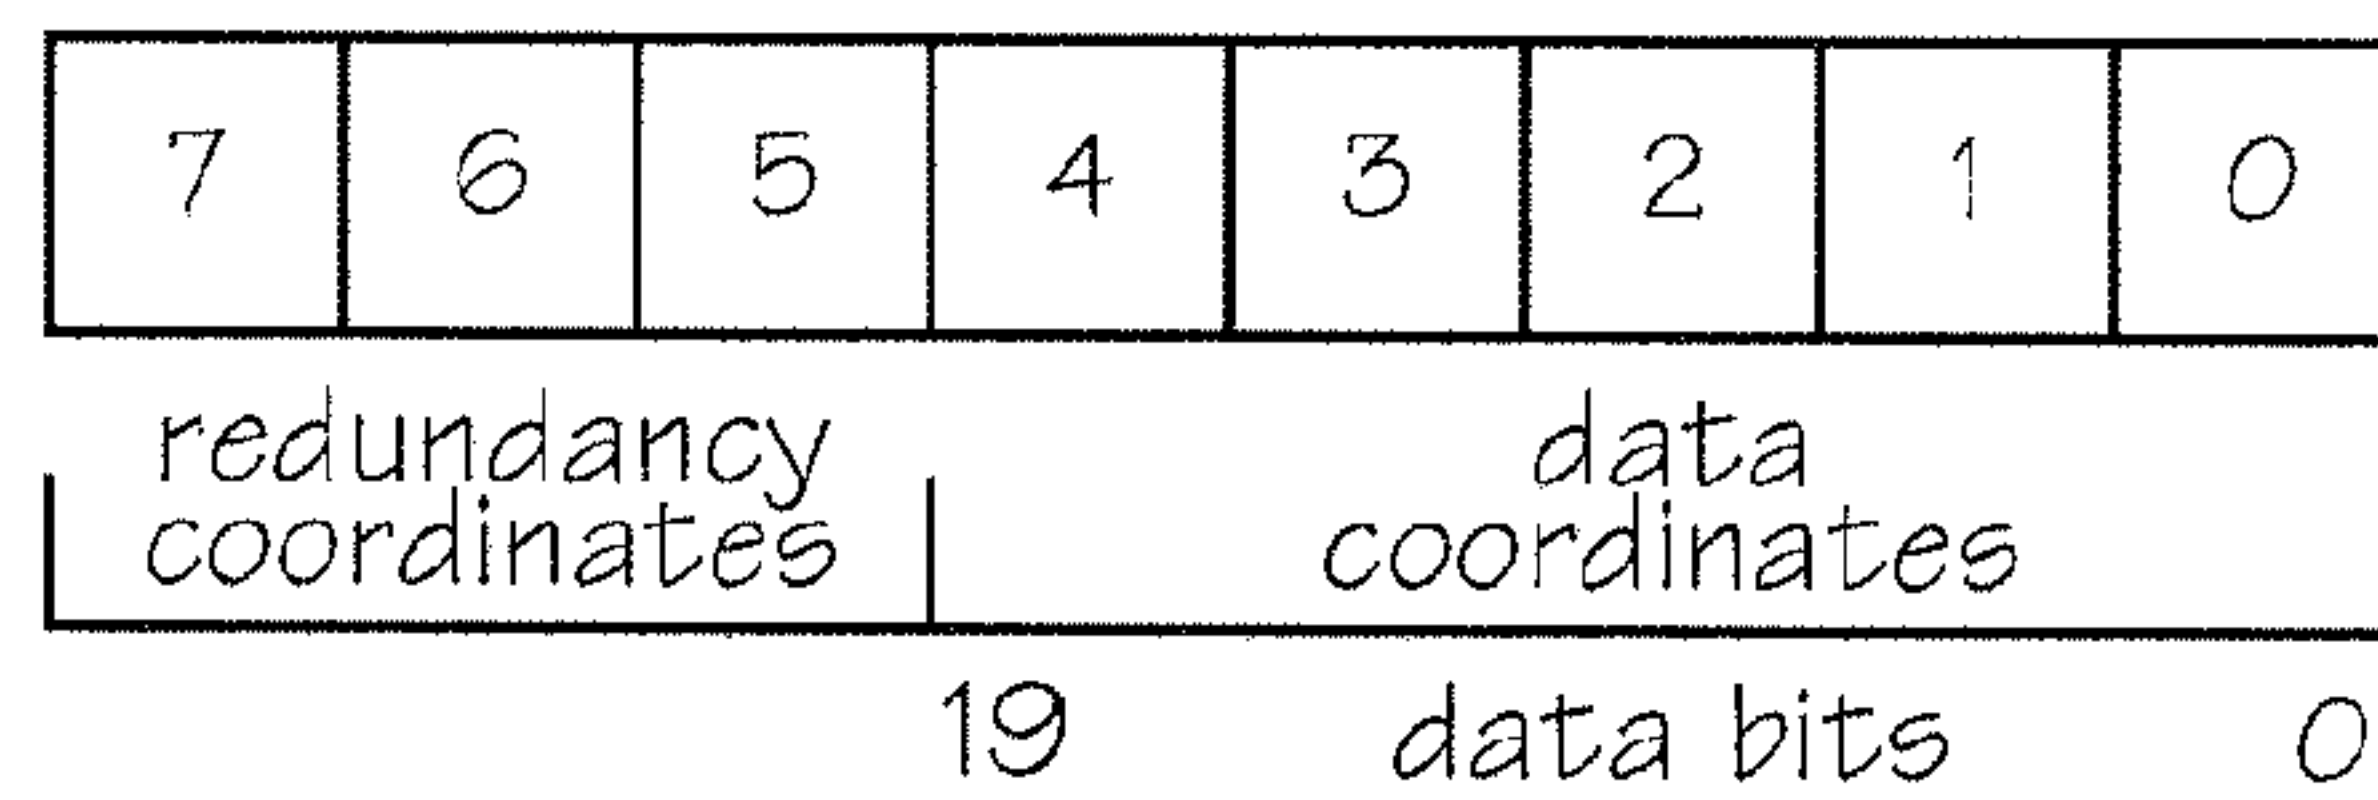 7 6 5 4 3 2 1 0
redundancy data
coordinates coordinates
19 data bits 0